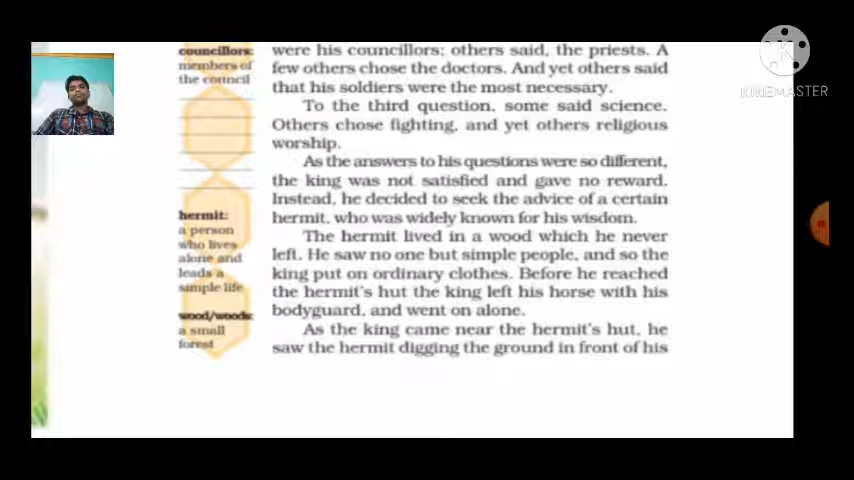 councillors:
members of
the council
hermit:
a person
who lives
alone and
leads a
simple life
wood/woods:
a small
forest
were his councillors; others said, the priests. A
few others chose the doctors. And yet others said
that his soldiers were the most necessary.
To the third question, some said science.
Others chose fighting, and yet others religious
worship.
As the answers to his questions were so different,
the king was not satisfied and gave no reward.
Instead, he decided to seek the advice of a certain
hermit, who was widely known for his wisdom.
The hermit lived in a wood which he never
left. He saw no one but simple people, and so the
king put on ordinary clothes. Before he reached
the hermit's hut the king left his horse with his
bodyguard, and went on alone.
As the king came near the hermit's hut, he
saw the hermit digging the ground in front of his
K
KINEMASTER